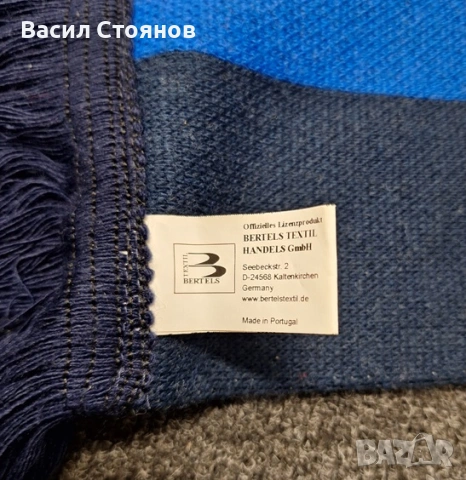 Васил Стоянов
TEXTIL
B
BERTELS
Offizielles Lizenzprodukt
BERTELS TEXTIL
HANDELS GmbH
Seebeckstr. 2
D-24568 Kaltenkirchen
Germany
www.bertelstextil.de
Made in Portugal
BAZAR